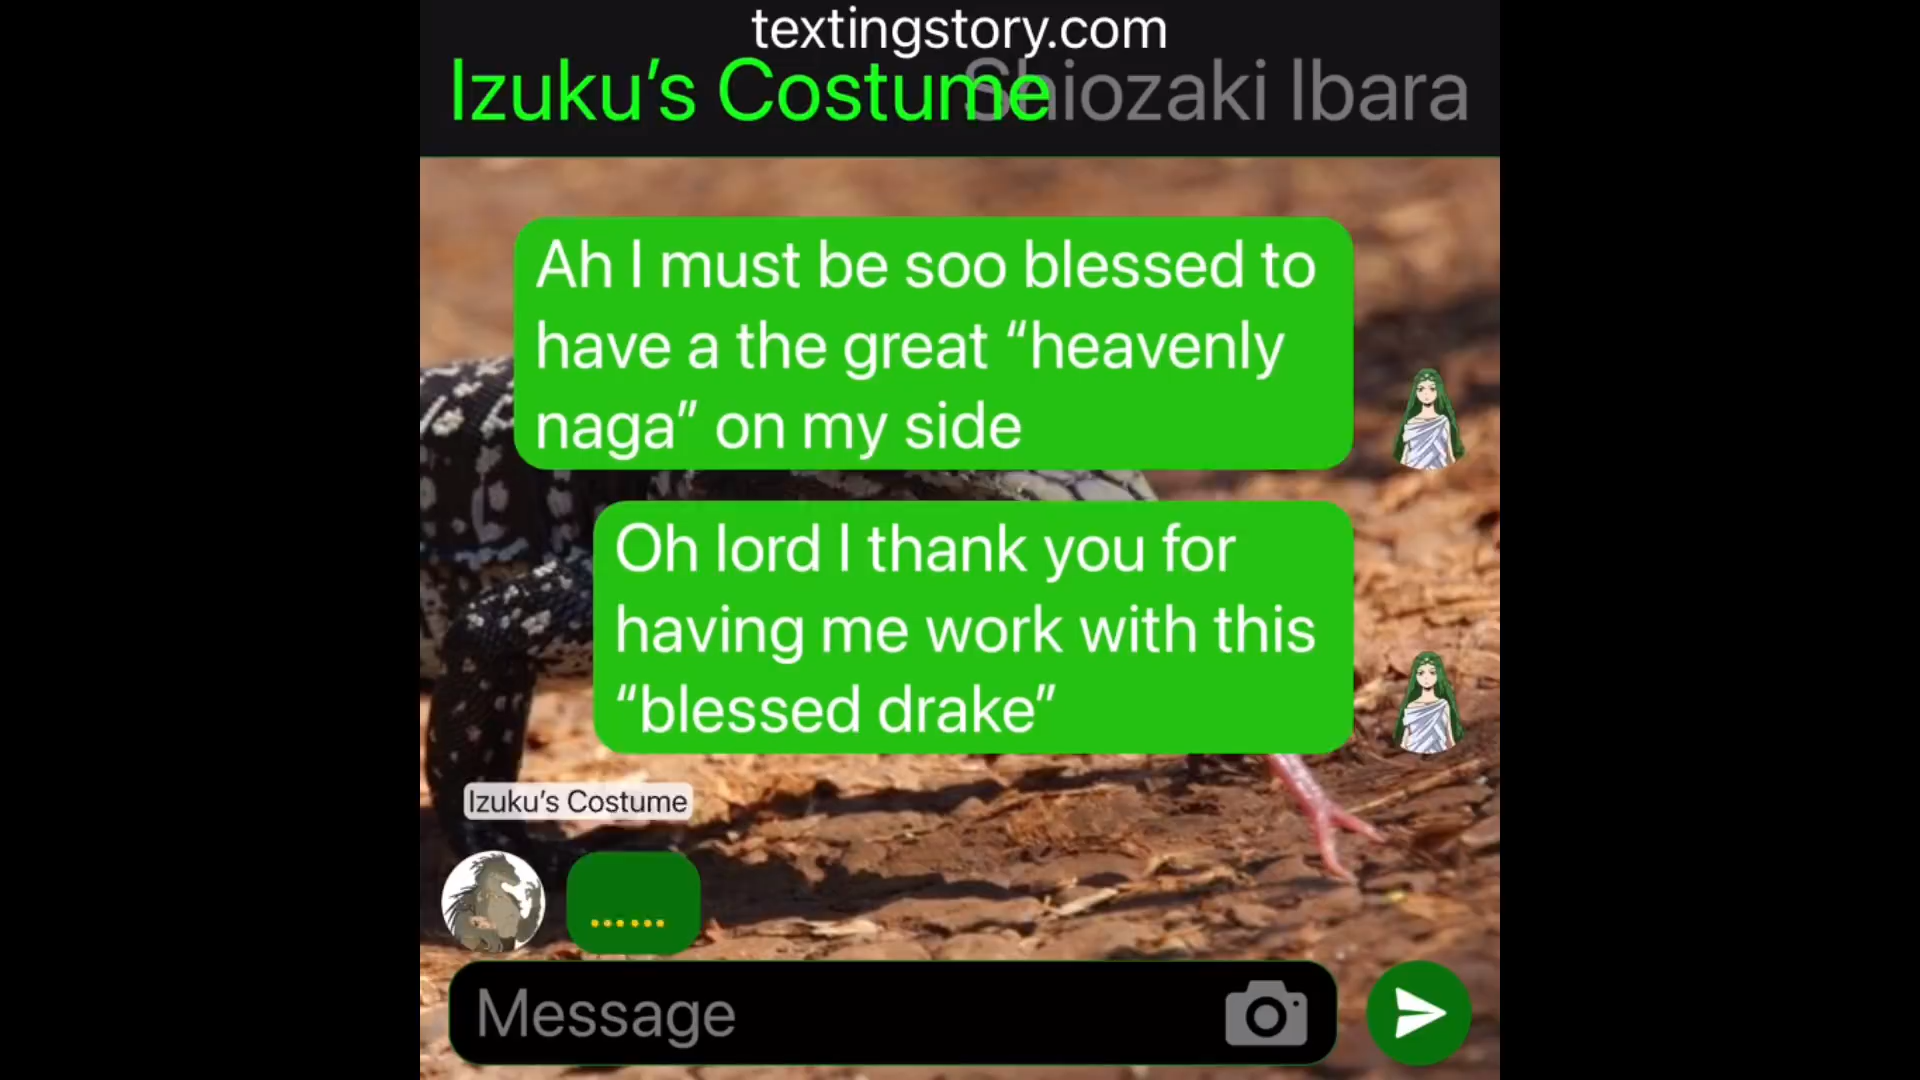 textingstory.com
Izuku’s Costume Shiozaki Ibara
Ah I must be soo blessed to
have a the great “heavenly
naga” on my side
Oh lord I thank you for
having me work with this
“blessed drake”
Izuku’s Costume
......
Message